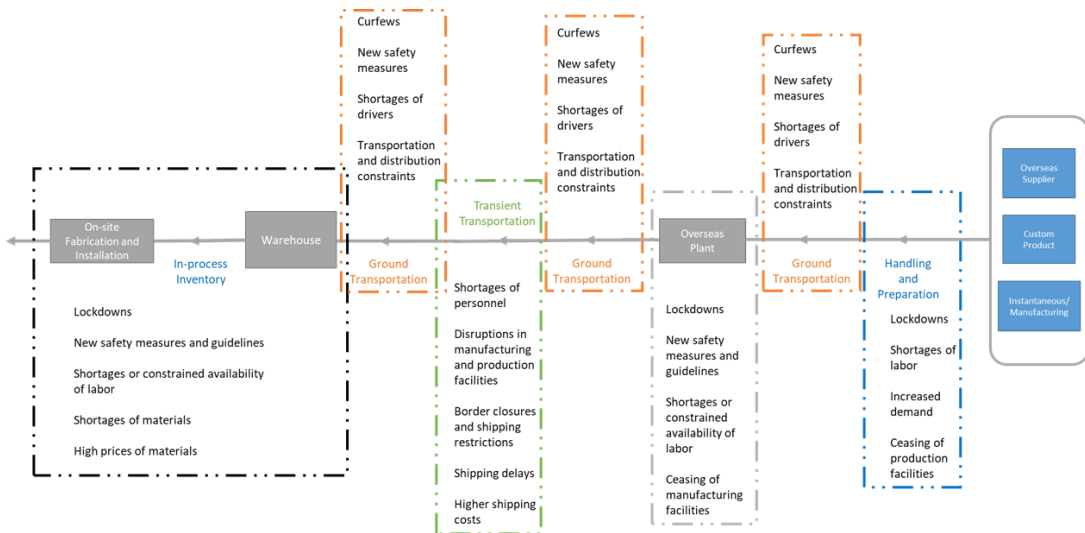 Curfews
New safety
measures
Shortages of
drivers
Transportation
and distribution
constraints
Curfews
New safety
measures
Shortages of
drivers
Transportation
and distribution
constraints
Curfews
New safety
measures
Shortages of
drivers
Transportation
and distribution
constraints
On-site
Fabrication and
Installation
In-process
Inventory
Warehouse
Lockdowns
New safety measures and guidelines
Shortages or constrained availability
of labor
Shortages of materials
High prices of materials
Ground
Transportation
Transient
Transportation
Shortages of
personnel
Disruptions in
manufacturing
and production
facilities
Border closures
and shipping
restrictions
Shipping delays
Higher shipping
costs
Ground
Transportation
Overseas
Plant
Lockdowns
New safety
measures and
guidelines
Shortages or
constrained
availability of
labor
Ceasing of
manufacturing
facilities
Ground
Transportation
Handling
and
Preparation
Lockdowns
Shortages of
labor
Increased
demand
Ceasing of
production
facilities
Overseas
Supplier
Custom
Product
Instantaneous/
Manufacturing